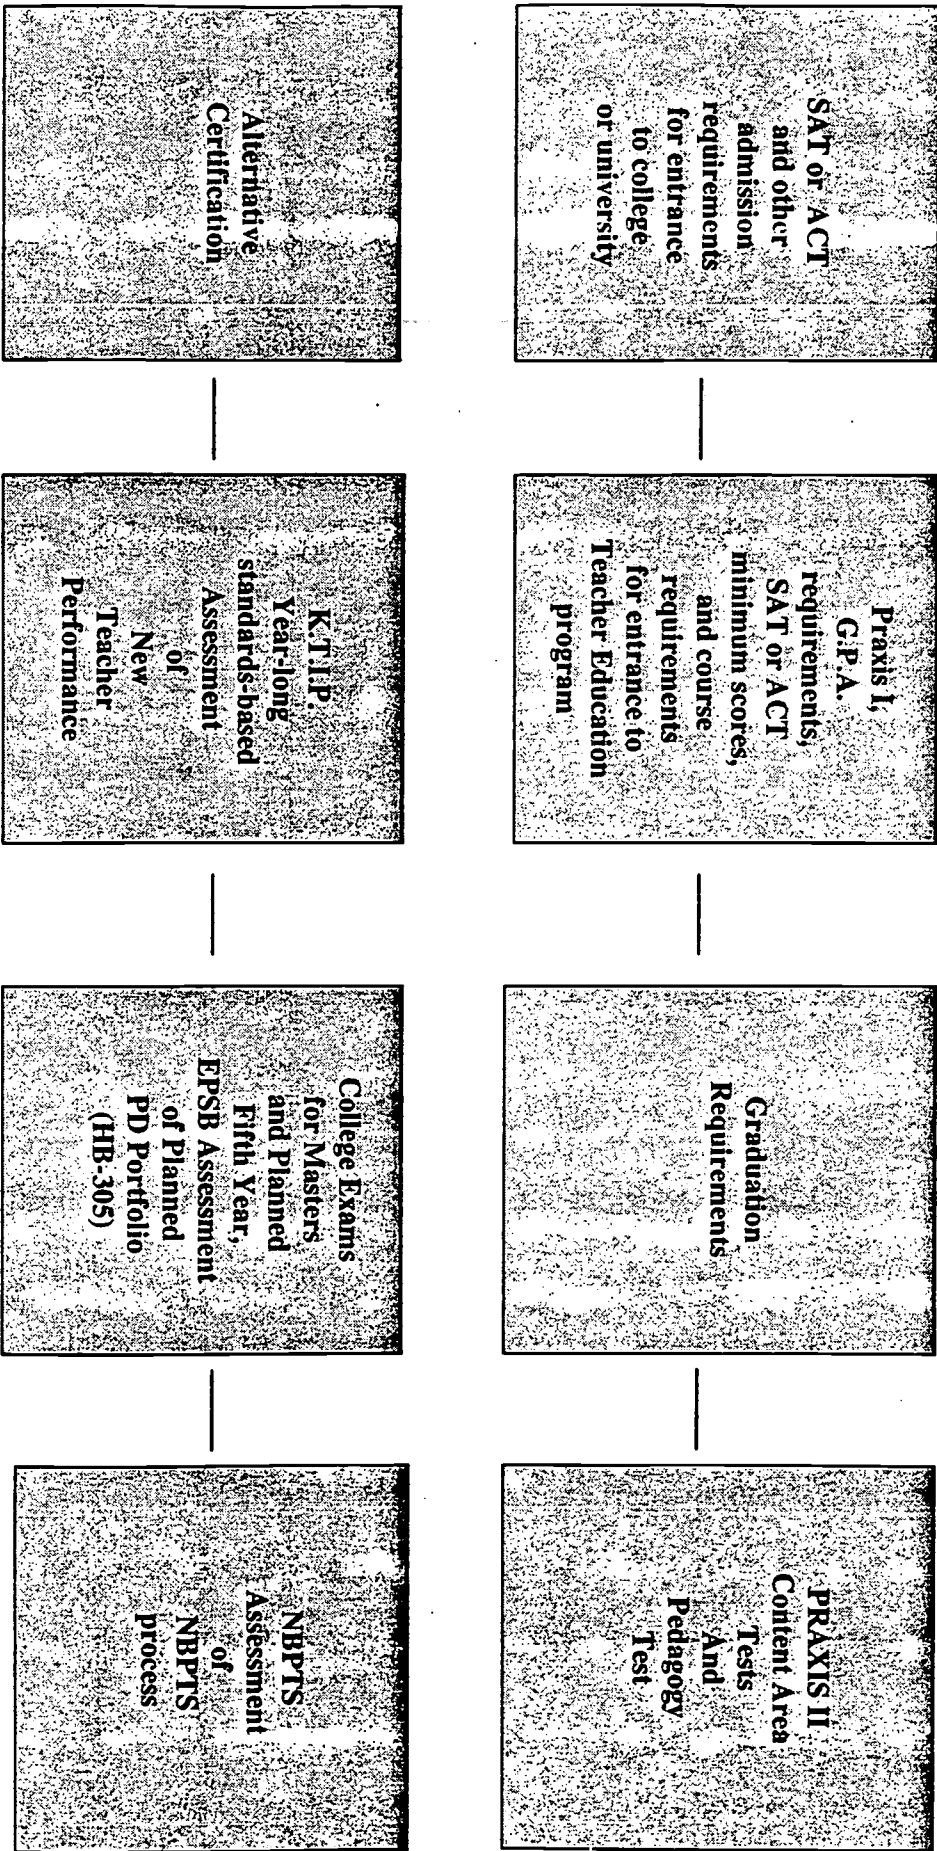 SAT or ACT
and other
admission
requirements
for entrance
to college
or university
Praxis I,
G.P.A.
requirements,
SAT or ACT
minimum scores,
and course
requirements
for entrance to
Teacher Education
program
Graduation
Requirements
PRAXIS II
Content Area
Tests
And
Pedagogy
Test
Alternative
Certification
K.T.I.P.
Year-long
standards-based
Assessment
of
New
Teacher
Performance
College Exams
for Masters
and Planned
Fifth Year,
EPSB Assessment
of Planned
PD Portfolio
(HB-305)
NBPTS
Assessment
of
NBPTS
process